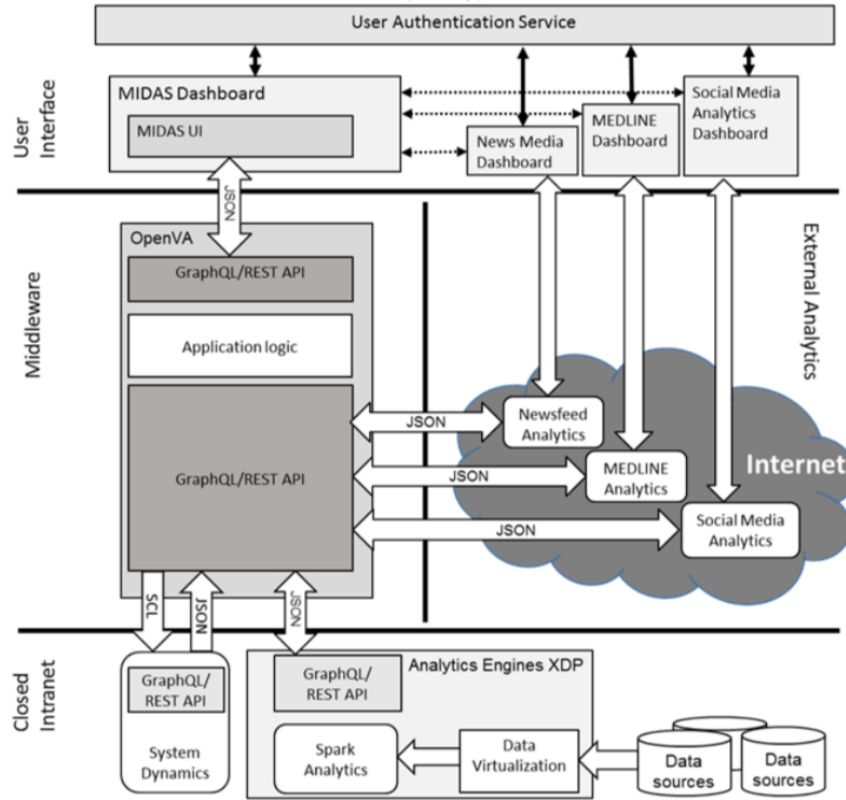 User Authentication Service
User
Interface
MIDAS Dashboard
MIDAS UI
News Media
Dashboard
MEDLINE
Dashboard
Social Media
Analytics
Dashboard
JSON
Middleware
OpenVA
GraphQL/REST API
Application logic
GraphQL/REST API
External Analytics
JSON
JSON
JSON
Newsfeed
Analytics
MEDLINE
Analytics
Social Media
Analytics
Internet
SCL
JSON
JSON
Closed
Intranet
GraphQL/
REST API
System
Dynamics
Analytics Engines XDP
GraphQL/
REST API
Spark
Analytics
Data
Virtualization
Data
sources
Data
sources